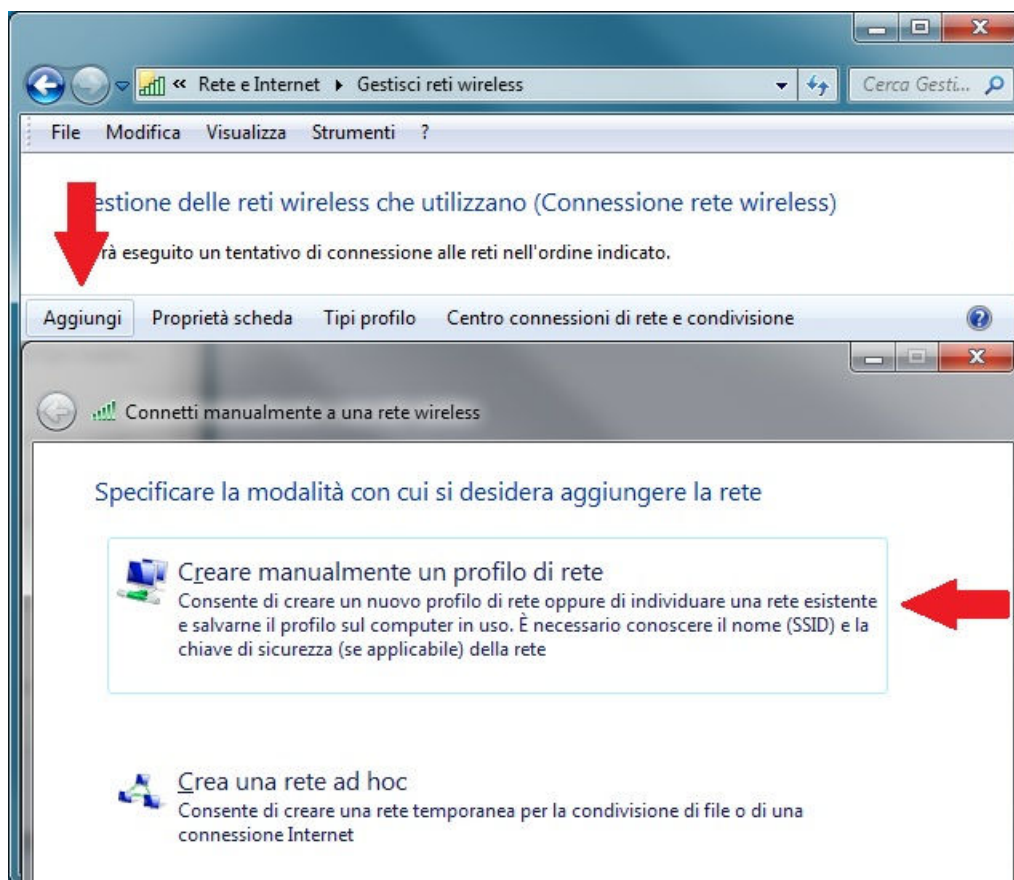 « Rete e Internet ▸ Gestisci reti wireless
Cerca Gesti...
File Modifica Visualizza Strumenti ?
estione delle reti wireless che utilizzano (Connessione rete wireless)
rà eseguito un tentativo di connessione alle reti nell'ordine indicato.
Aggiungi Proprietà scheda Tipi profilo Centro connessioni di rete e condivisione
Connetti manualmente a una rete wireless
Specificare la modalità con cui si desidera aggiungere la rete
Creare manualmente un profilo di rete
Consente di creare un nuovo profilo di rete oppure di individuare una rete esistente
e salvarne il profilo sul computer in uso. È necessario conoscere il nome (SSID) e la
chiave di sicurezza (se applicabile) della rete
Crea una rete ad hoc
Consente di creare una rete temporanea per la condivisione di file o di una
connessione Internet